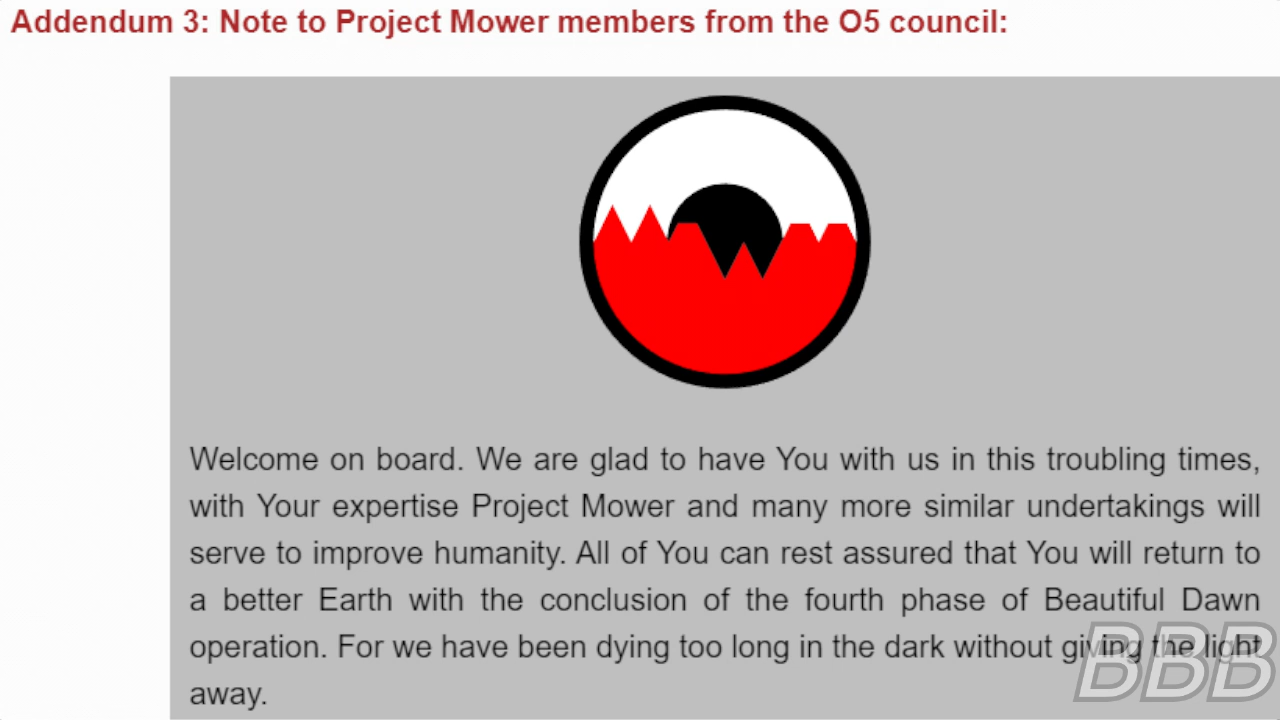 Addendum 3: Note to Project Mower members from the O5 council:
Welcome on board. We are glad to have You with us in this troubling times,
with Your expertise Project Mower and many more similar undertakings will
serve to improve humanity. All of You can rest assured that You will return to
a better Earth with the conclusion of the fourth phase of Beautiful Dawn
operation. For we have been dying too long in the dark without giving the light
away.
BBB